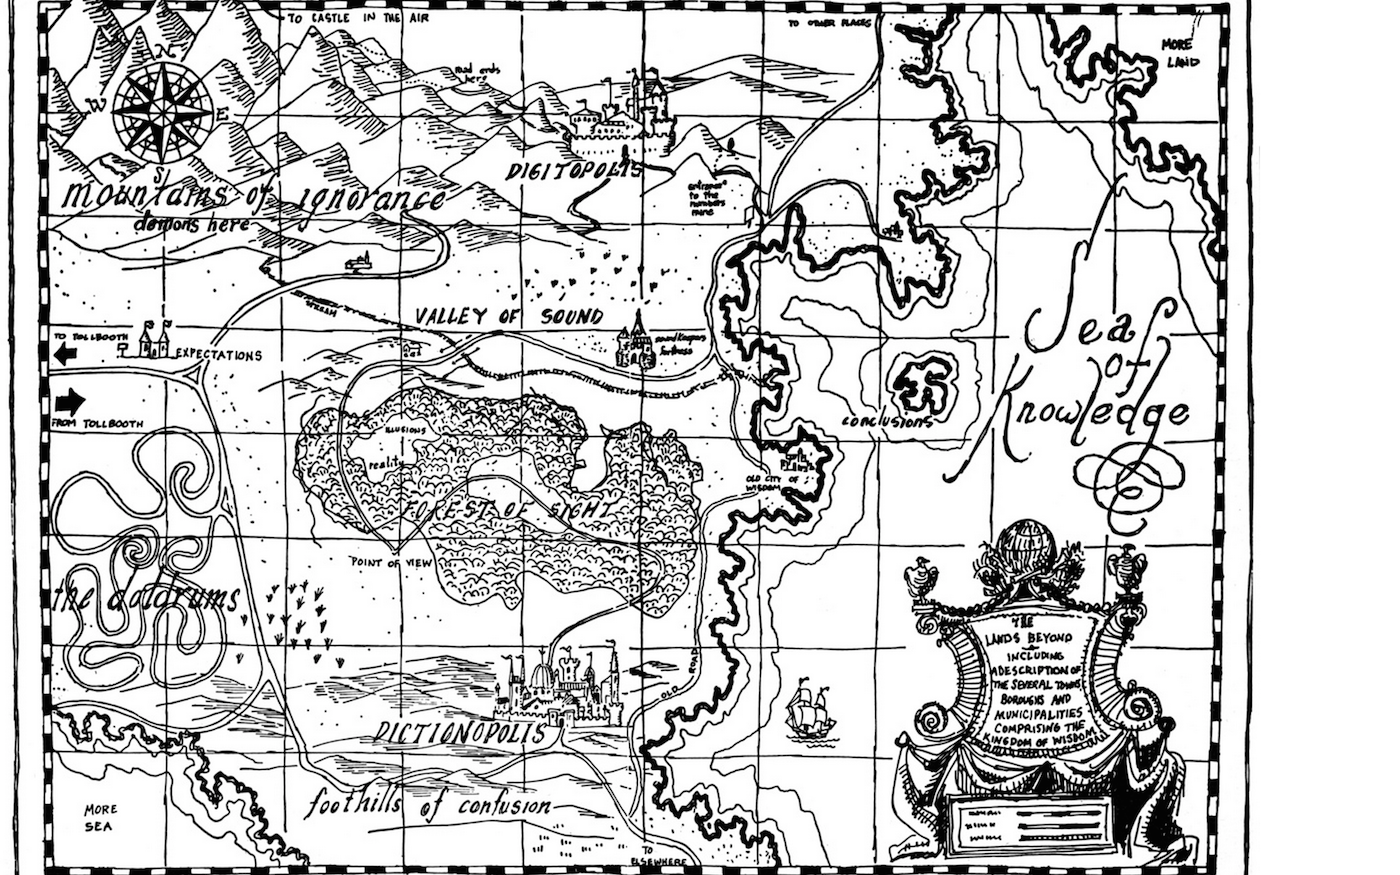 TO CASTLE IN THE AIR
TO OTHER PLACES
MORE
LAND
road ends
here
N
W
E
S
DIGITOPOLIS
entrance
to the
numbers
mine
mountains of ignorance
demons here
VALLEY OF SOUND
TO TOLLBOOTH
EXPECTATIONS
soundkeepers
fortress
Sea
of
Knowledge
FROM TOLLBOOTH
conclusions
ILLUSIONS
reality
OLD CITY OF
WISDOM
FOREST OF SIGHT
POINT OF VIEW
the doldrums
THE
LANDS BEYOND
INCLUDING
A DESCRIPTION OF
THE SEVERAL TOWNS
BOROUGHS AND
MUNICIPALITIES
COMPRISING THE
KINGDOM OF WISDOM
OLD ROAD
DICTIONOPOLIS
foothills of confusion
MORE
SEA
TO
ELSEWHERE